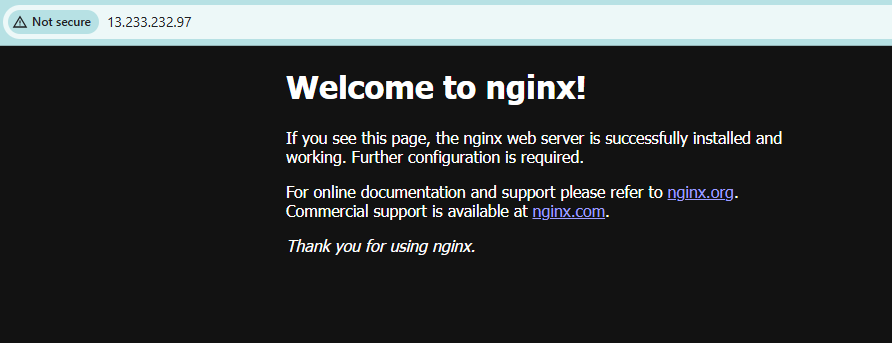 Not secure 13.233.232.97
Welcome to nginx!
If you see this page, the nginx web server is successfully installed and
working. Further configuration is required.
For online documentation and support please refer to nginx.org.
Commercial support is available at nginx.com.
Thank you for using nginx.